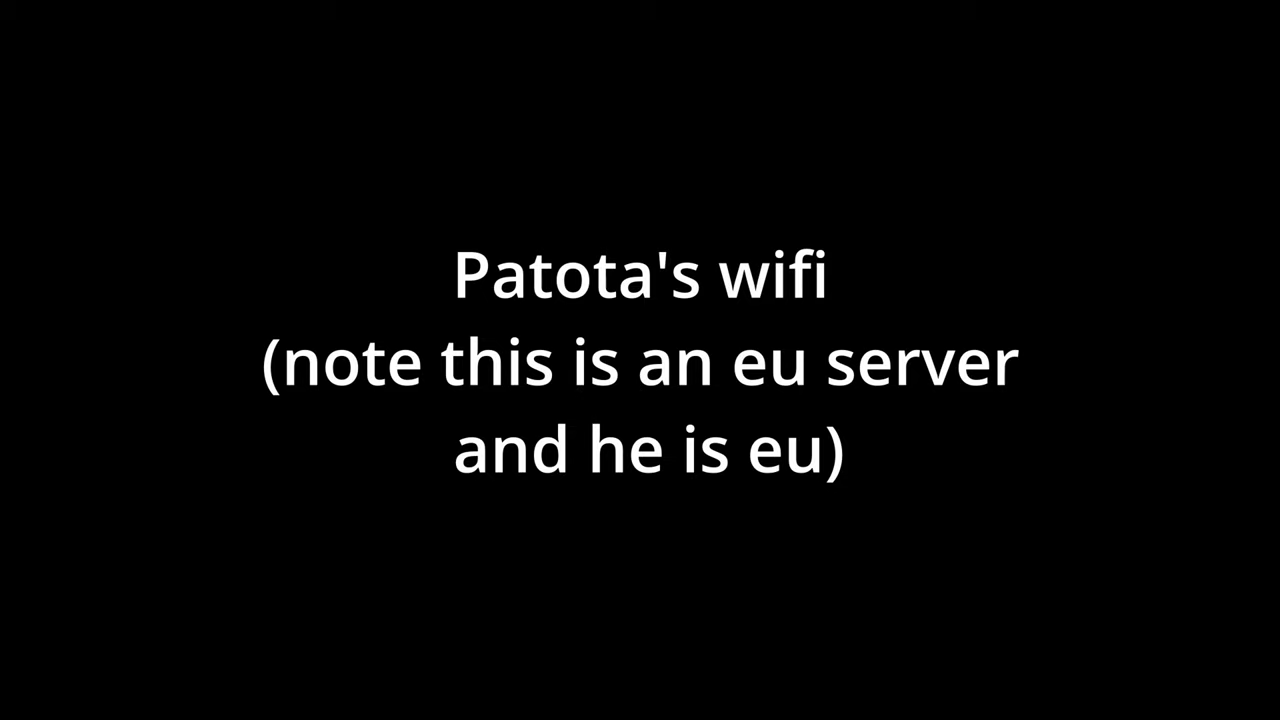 Patota's wifi
(note this is an eu server
and he is eu)